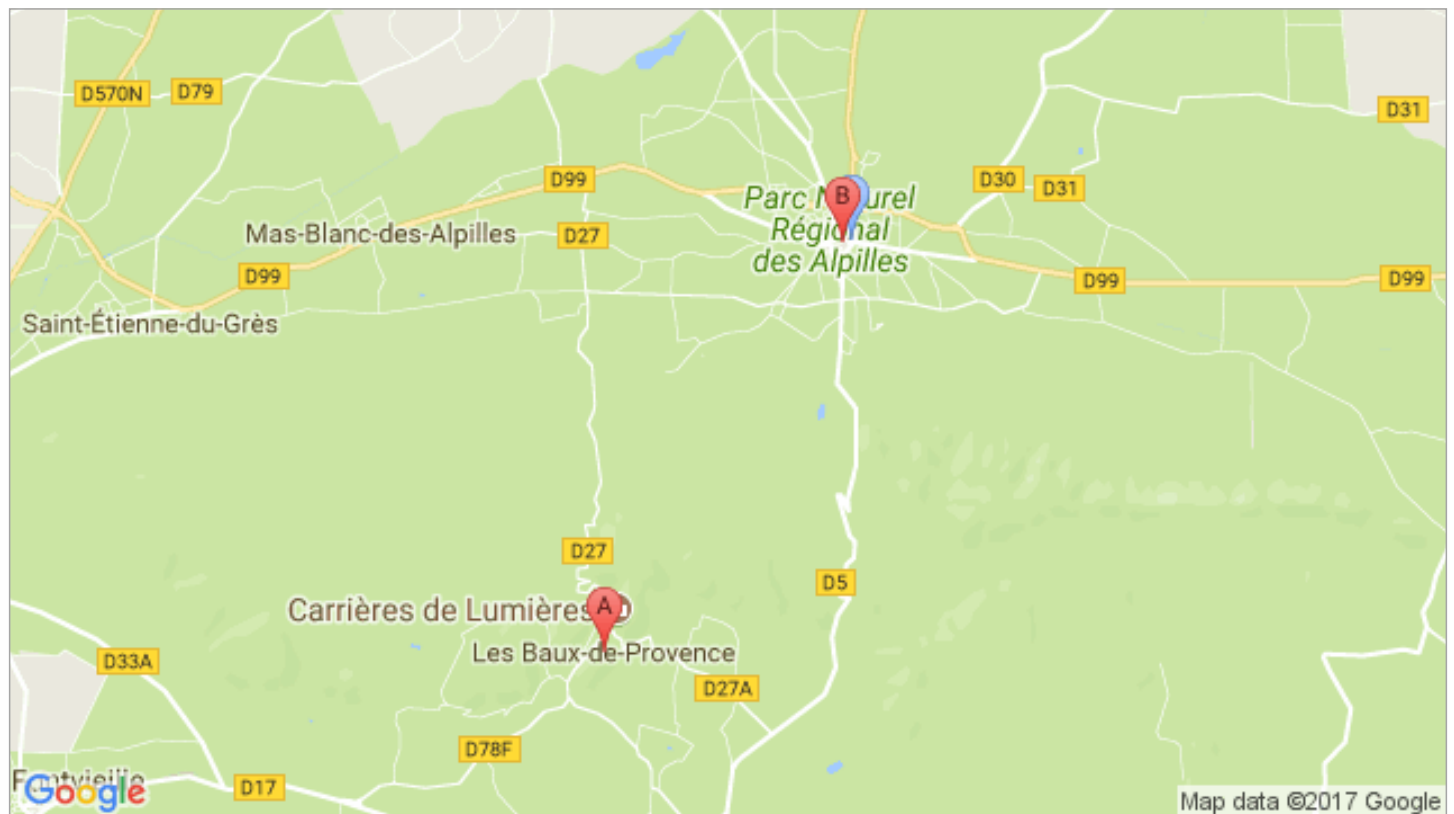 D570N
D79
D31
D99
D30
D31
B
Parc N urel
Régional
des Alpilles
Mas-Blanc-des-Alpilles
D27
D99
D99
D99
Saint-Étienne-du-Grès
D27
D5
Carrières de Lumières
A
Les Baux-de-Provence
D33A
D27A
D78F
D17
Google
Map data ©2017 Google